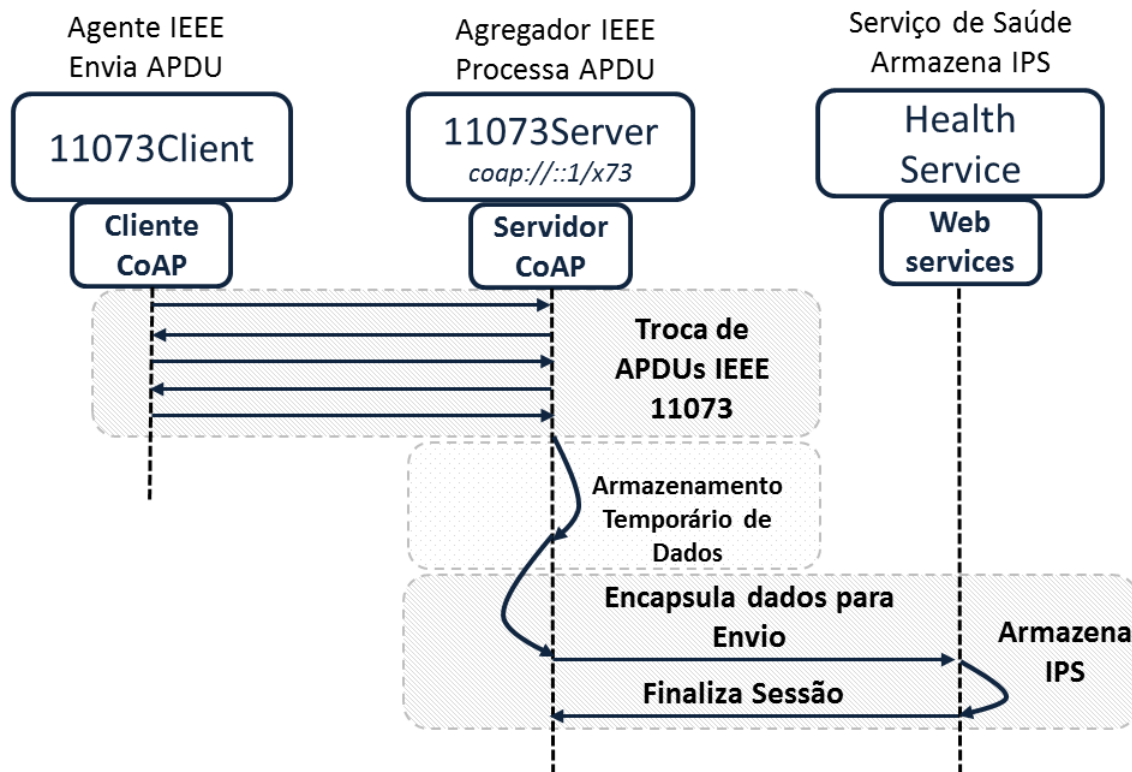 Agente IEEE
Envia APDU
Agregador IEEE
Processa APDU
Serviço de Saúde
Armazena IPS
11073Client
11073Server
coap://::1/x73
Health
Service
Cliente
CoAP
Servidor
CoAP
Web
services
Troca de
APDUs IEEE
11073
Armazenamento
Temporário de
Dados
Encapsula dados para
Envio
Armazena
IPS
Finaliza Sessão